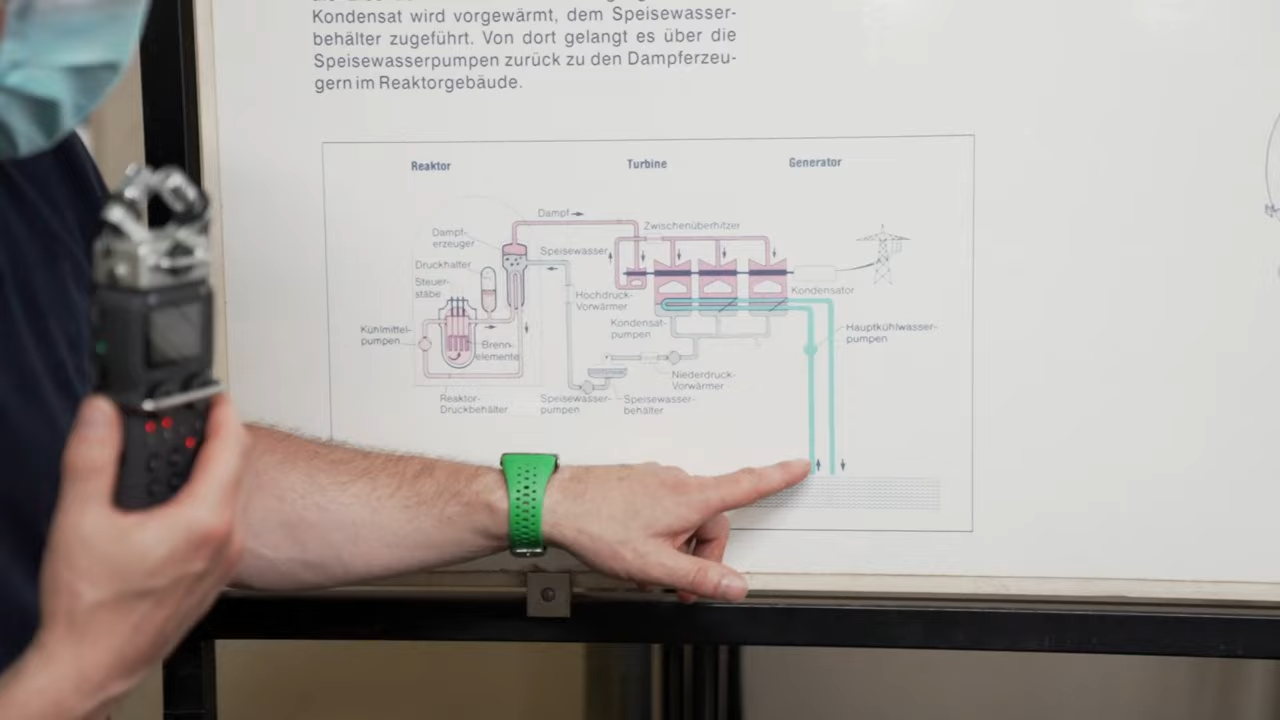 Kondensat wird vorgewärmt, dem Speisewasser-
behälter zugeführt. Von dort gelangt es über die
Speisewasserpumpen zurück zu den Dampferzeu-
gern im Reaktorgebäude.
Reaktor
Turbine
Generator
Dampf
Zwischenüberhitzer
Dampf-
erzeuger
Speisewasser
Druckhalter
Steuer-
stäbe
Hochdruck-
Vorwärmer
Kondensator
Kühlmittel-
pumpen
Kondensat-
pumpen
Hauptkühlwasser-
pumpen
Brenn-
elemente
Niederdruck-
Vorwärmer
Reaktor-
Druckbehälter
Speisewasser-
pumpen
Speisewasser-
behälter